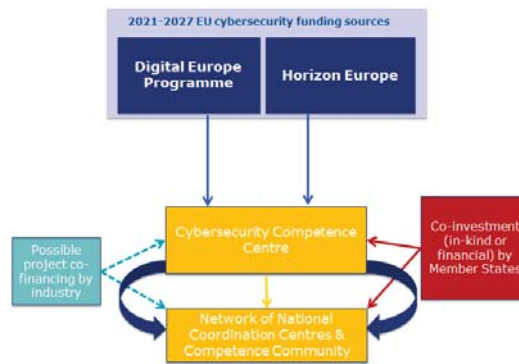 2021–2027 EU cybersecurity funding sources
Digital Europe
Programme
Horizon Europe
Cybersecurity Competence
Centre
Possible
project co-
financing by
industry
Co-investment
(in-kind or
financial) by
Member States
Network of National
Coordination Centres &
Competence Community